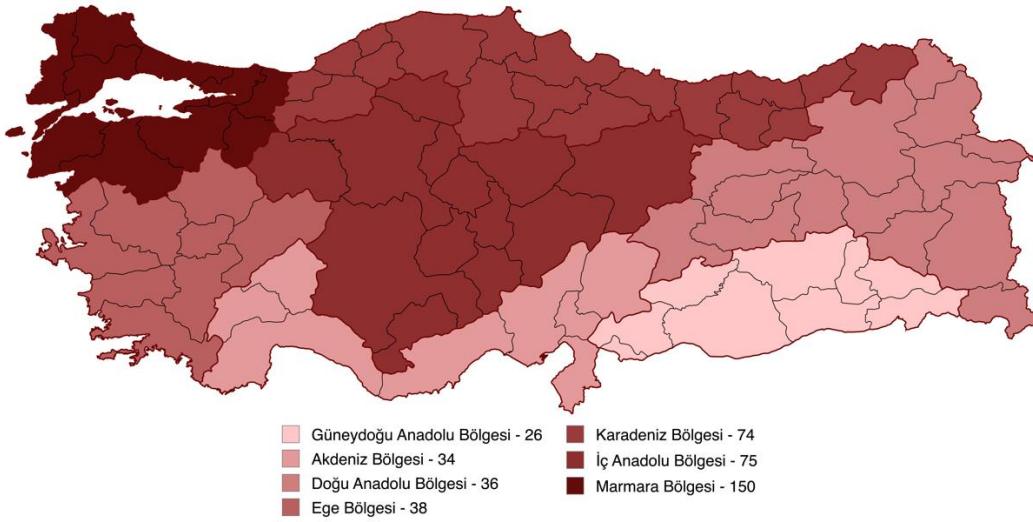 Güneydoğu Anadolu Bölgesi - 26
Akdeniz Bölgesi - 34
Doğu Anadolu Bölgesi - 36
Ege Bölgesi - 38
Karadeniz Bölgesi - 74
İç Anadolu Bölgesi - 75
Marmara Bölgesi - 150